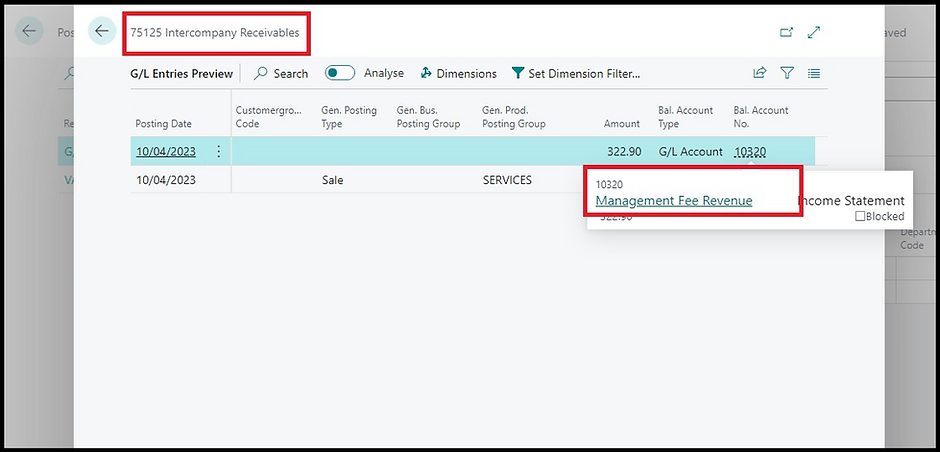 Pos
aved
75125 Intercompany Receivables
G/L Entries Preview Search Analyse Dimensions Set Dimension Filter...
Re
Posting Date Customergro... Code Gen. Posting Type Gen. Bus. Posting Group Gen. Prod. Posting Group Amount Bal. Account Type Bal. Account No.
G/
10/04/2023 322.90 G/L Account 10320
VA
10/04/2023 Sale SERVICES
10320
Management Fee Revenue Income Statement
322.90 Blocked
Departm
Code